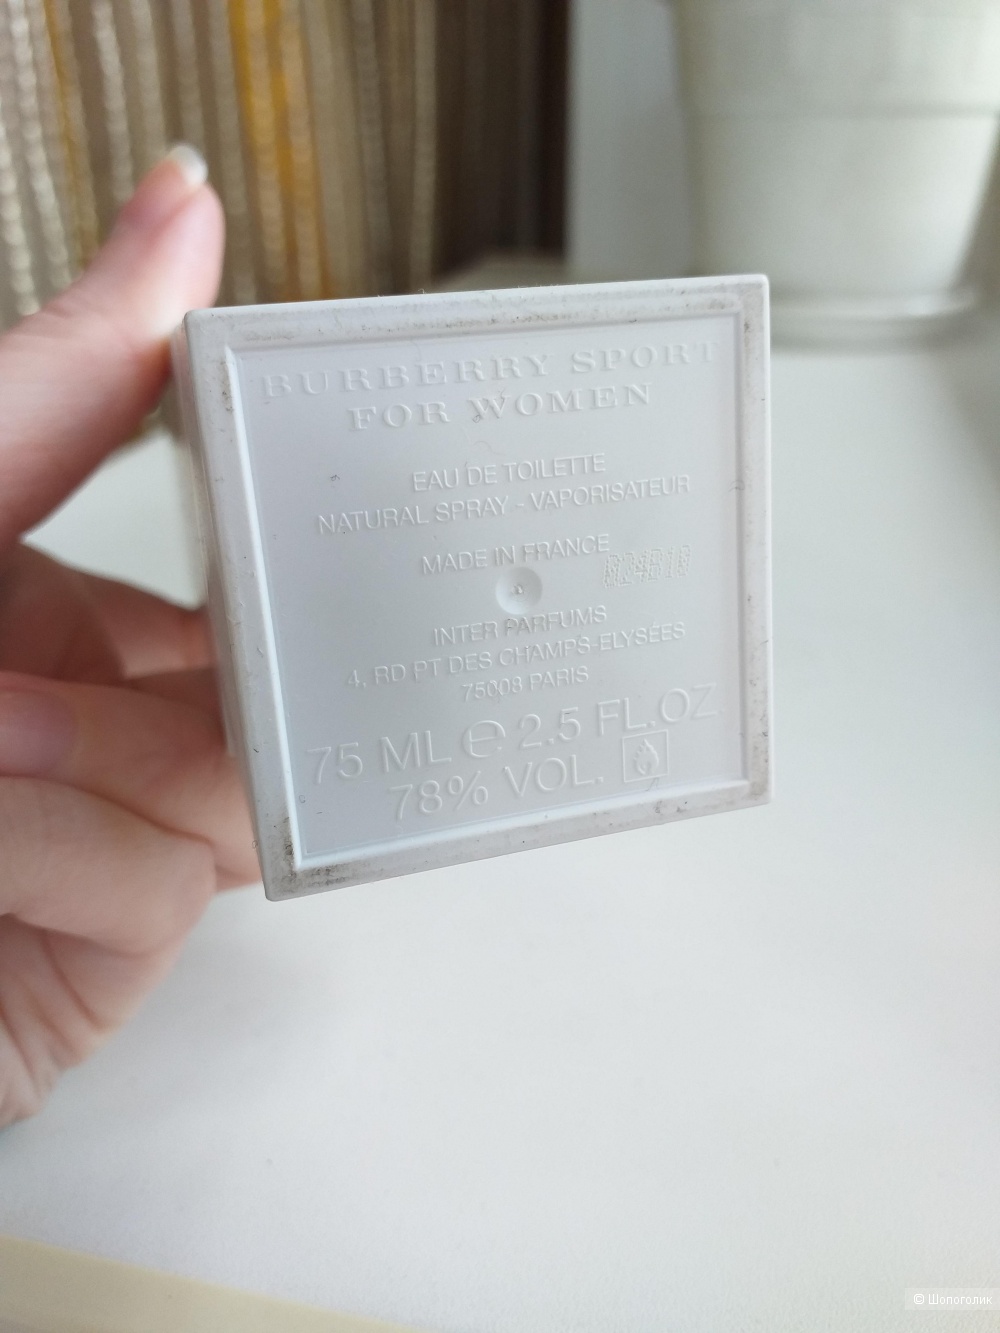 BURBERRY SPORT
FOR WOMEN
EAU DE TOILETTE
NATURAL SPRAY - VAPORISATEUR
MADE IN FRANCE
INTER PARFUMS
4, RD PT DES CHAMPS-ELYSÉES
75008 PARIS
75 ML e 2.5 FL.OZ.
78% VOL.
© Шопоголик